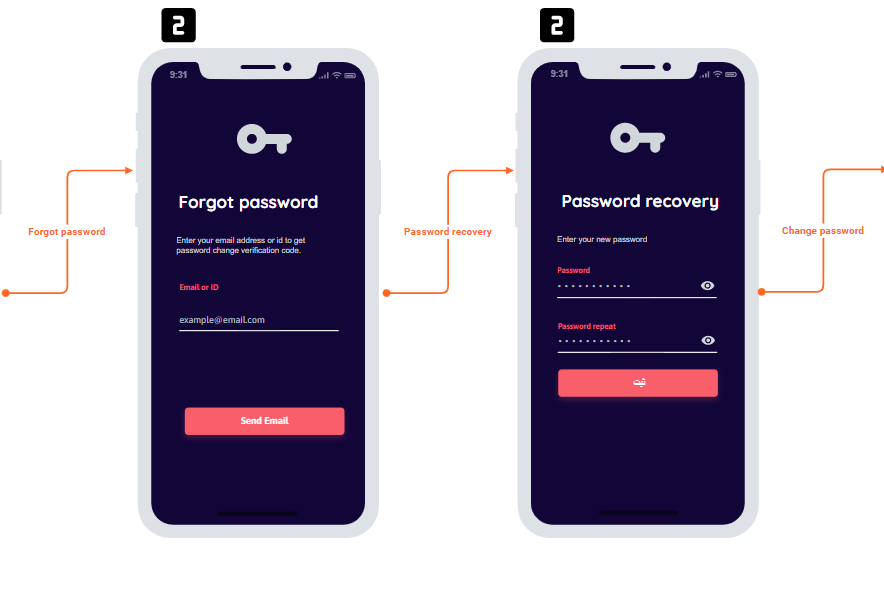 2
9:31
Forgot password
Forgot password
Enter your email address or id to get
password change verification code.
Email or ID
example@email.com
Send Email
Password recovery
2
9:31
Password recovery
Enter your new password
Password
Password repeat
ثبت
Change password